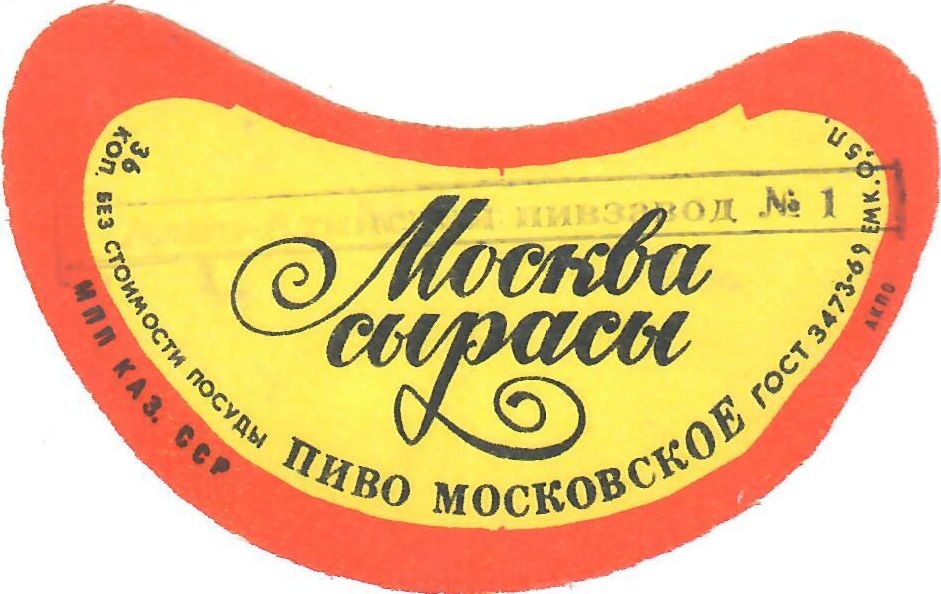 Москва
сырасы
ПИВО МОСКОВСКОЕ
36
КОП. БЕЗ СТОИМОСТИ ПОСУДЫ
ГОСТ 3473-69 ЕМК. 0,5 Л.
МПП КАЗ. ССР
АКПО
пивзавод № 1